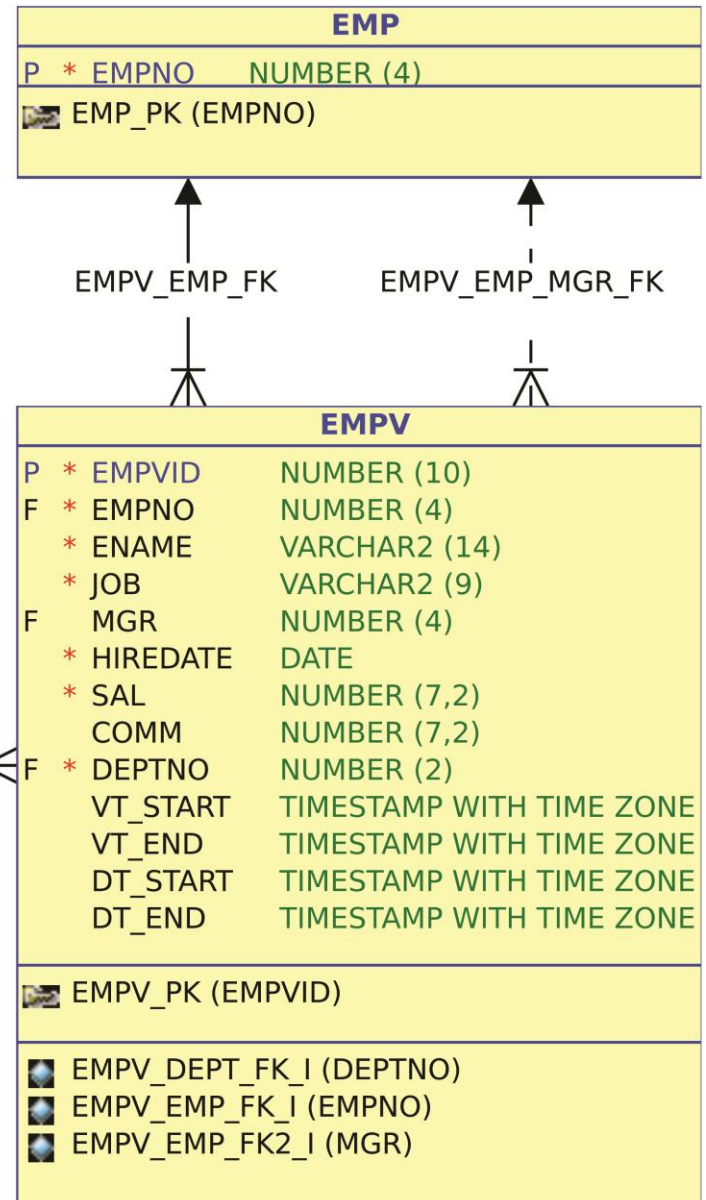 EMP
P * EMPNO NUMBER (4)
EMP_PK (EMPNO)
EMPV_EMP_FK EMPV_EMP_MGR_FK
EMPV
P * EMPVID NUMBER (10)
F * EMPNO NUMBER (4)
* ENAME VARCHAR2 (14)
* JOB VARCHAR2 (9)
F MGR NUMBER (4)
* HIREDATE DATE
* SAL NUMBER (7,2)
COMM NUMBER (7,2)
F * DEPTNO NUMBER (2)
VT_START TIMESTAMP WITH TIME ZONE
VT_END TIMESTAMP WITH TIME ZONE
DT_START TIMESTAMP WITH TIME ZONE
DT_END TIMESTAMP WITH TIME ZONE
EMPV_PK (EMPVID)
EMPV_DEPT_FK_I (DEPTNO)
EMPV_EMP_FK_I (EMPNO)
EMPV_EMP_FK2_I (MGR)